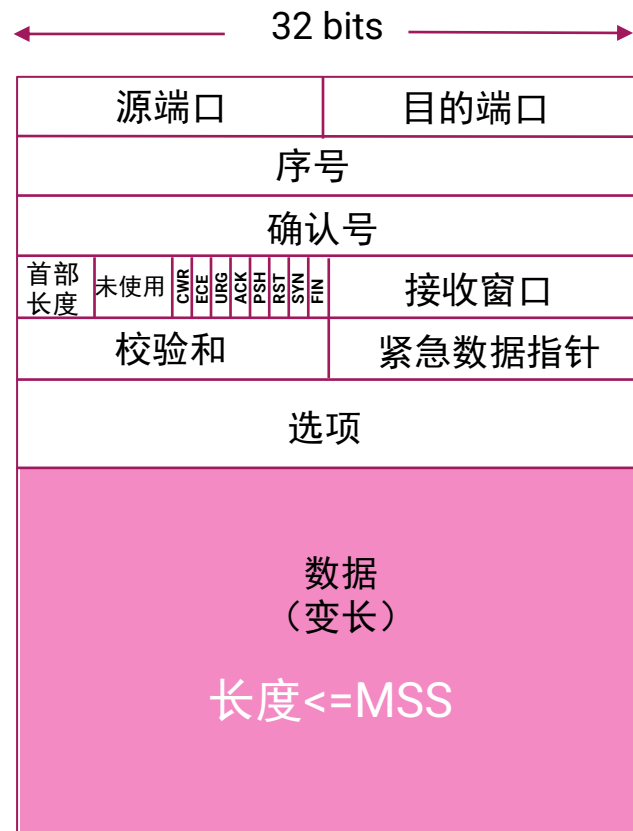 32 bits
源端口 目的端口
序号
确认号
首部
长度 未使用 CWR ECE URG ACK PSH RST SYN FIN 接收窗口
校验和 紧急数据指针
选项
数据
（变长）
长度<=MSS